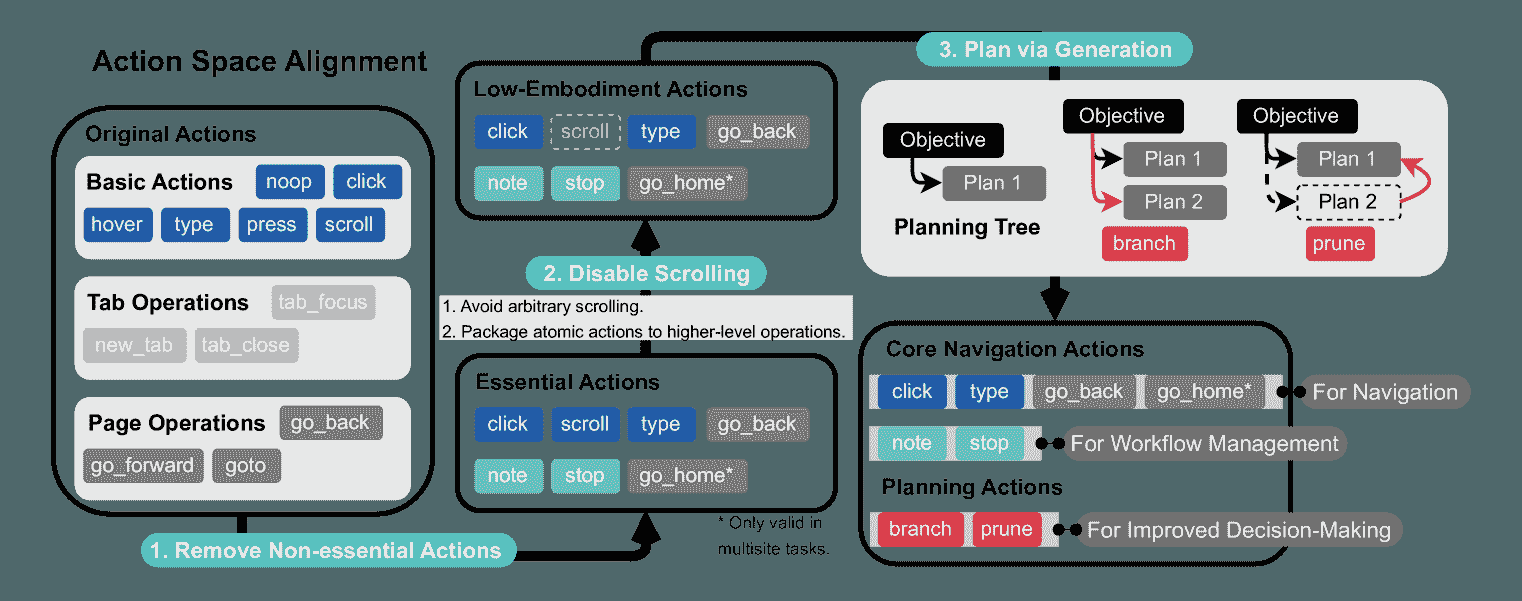 Action Space Alignment
Original Actions
Basic Actions noop click
hover type press scroll
Tab Operations tab_focus
new_tab tab_close
Page Operations go_back
go_forward goto
1. Remove Non-essential Actions
Essential Actions
click scroll type go_back
note stop go_home*
* Only valid in
multisite tasks.
2. Disable Scrolling
1. Avoid arbitrary scrolling.
2. Package atomic actions to higher-level operations.
Low-Embodiment Actions
click scroll type go_back
note stop go_home*
3. Plan via Generation
Objective
Plan 1
Planning Tree
Objective
Plan 1
Plan 2
branch
Objective
Plan 1
Plan 2
prune
Core Navigation Actions
click type go_back go_home* For Navigation
note stop For Workflow Management
Planning Actions
branch prune For Improved Decision-Making